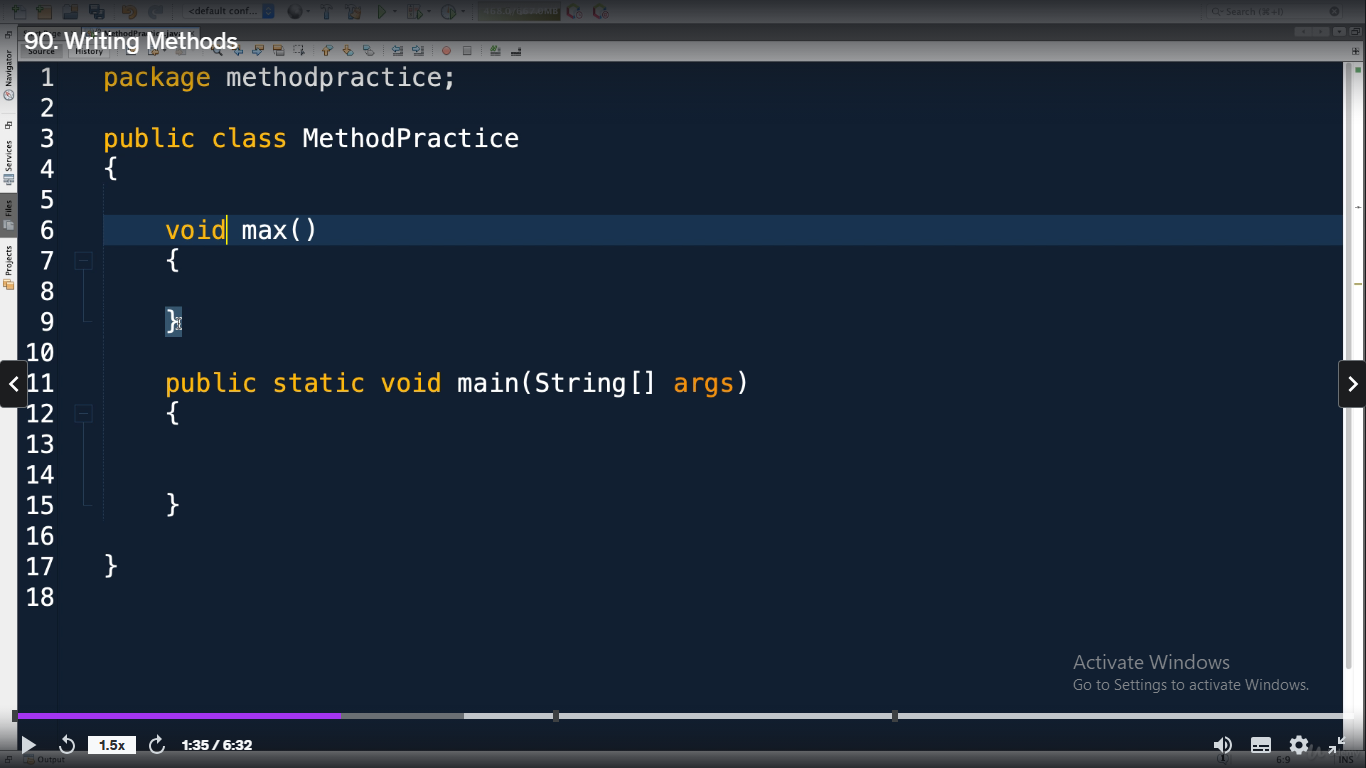 <default conf...
Search (⌘+I)
90. Writing Methods
Source History
Navigator
Services
Files
Projects
1 package methodpractice;
2
3 public class MethodPractice
4 {
5
6 void max()
7 {
8
9 }
10
11 public static void main(String[] args)
12 {
13
14
15 }
16
17 }
18
Activate Windows
Go to Settings to activate Windows.
1.5x 1:35 / 6:32
Output 6:9 INS